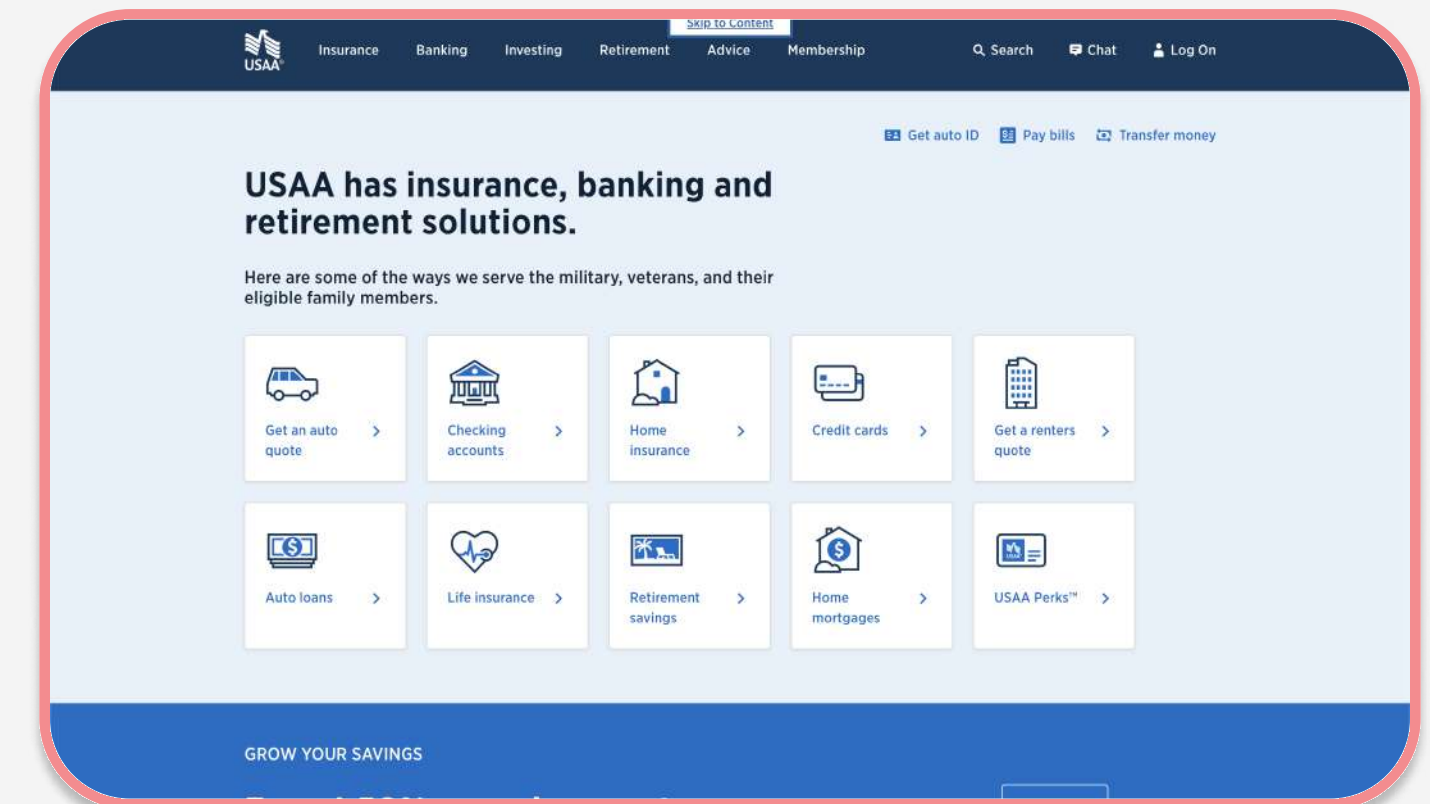 Skip to Content
USAA®
Insurance
Banking
Investing
Retirement
Advice
Membership
Search
Chat
Log On
Get auto ID
Pay bills
Transfer money
USAA has insurance, banking and
retirement solutions.
Here are some of the ways we serve the military, veterans, and their
eligible family members.
Get an auto
quote
Checking
accounts
Home
insurance
Credit cards
Get a renters
quote
Auto loans
Life insurance
Retirement
savings
Home
mortgages
USAA Perks™
GROW YOUR SAVINGS